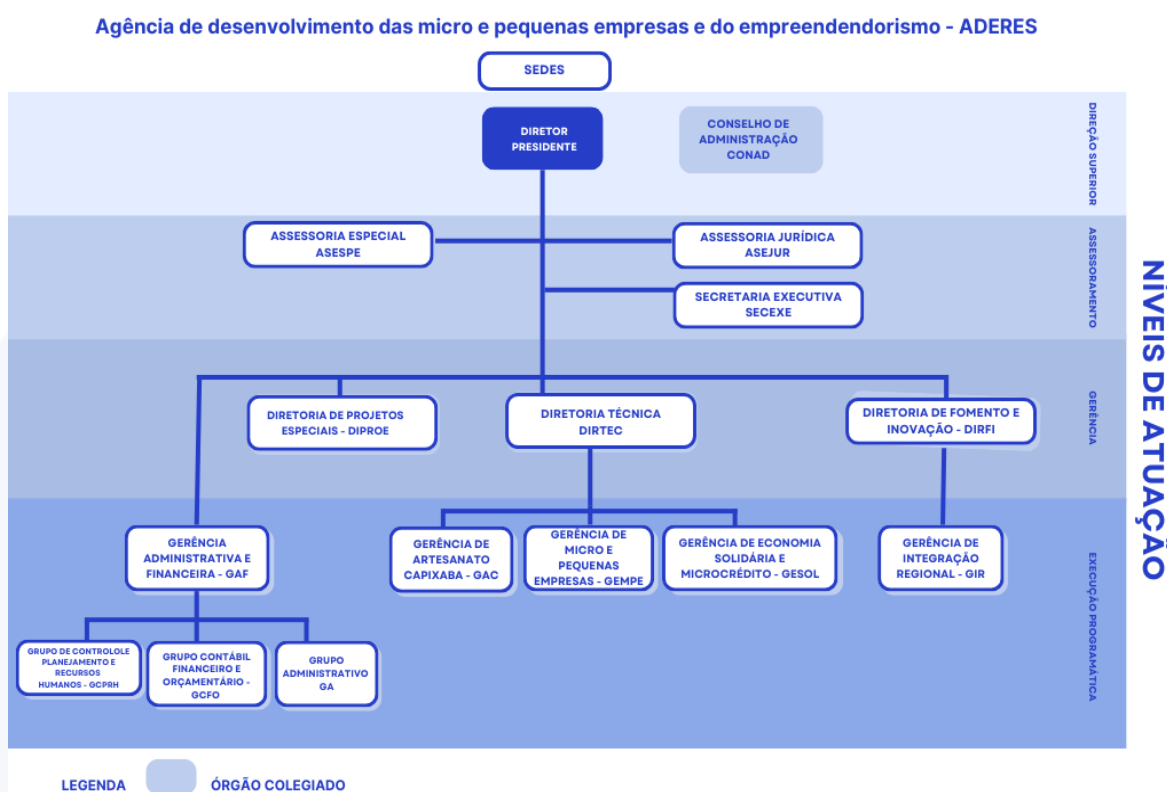 Agência de desenvolvimento das micro e pequenas empresas e do empreendendorismo - ADERES
SEDES
DIRETOR
PRESIDENTE
CONSELHO DE
ADMINISTRAÇÃO
CONAD
DIREÇÃO SUPERIOR
ASSESSORIA ESPECIAL
ASESPE
ASSESSORIA JURÍDICA
ASEJUR
SECRETARIA EXECUTIVA
SECEXE
ASSESSORAMENTO
NÍVEIS DE ATUAÇÃO
DIRETORIA DE PROJETOS
ESPECIAIS - DIPROE
DIRETORIA TÉCNICA
DIRTEC
DIRETORIA DE FOMENTO E
INOVAÇÃO - DIRFI
GERÊNCIA
GERÊNCIA
ADMINISTRATIVA E
FINANCEIRA - GAF
GERÊNCIA DE
ARTESANATO
CAPIXABA - GAC
GERÊNCIA DE
MICRO E
PEQUENAS
EMPRESAS - GEMPE
GERÊNCIA DE ECONOMIA
SOLIDÁRIA E
MICROCRÉDITO - GESOL
GERÊNCIA DE
INTEGRAÇÃO
REGIONAL - GIR
EXECUÇÃO PROGRAMÁTICA
GRUPO DE CONTROLOLE
PLANEJAMENTO E
RECURSOS
HUMANOS - GCPRH
GRUPO CONTÁBIL
FINANCEIRO E
ORÇAMENTÁRIO -
GCFO
GRUPO
ADMINISTRATIVO
GA
LEGENDA
ÓRGÃO COLEGIADO